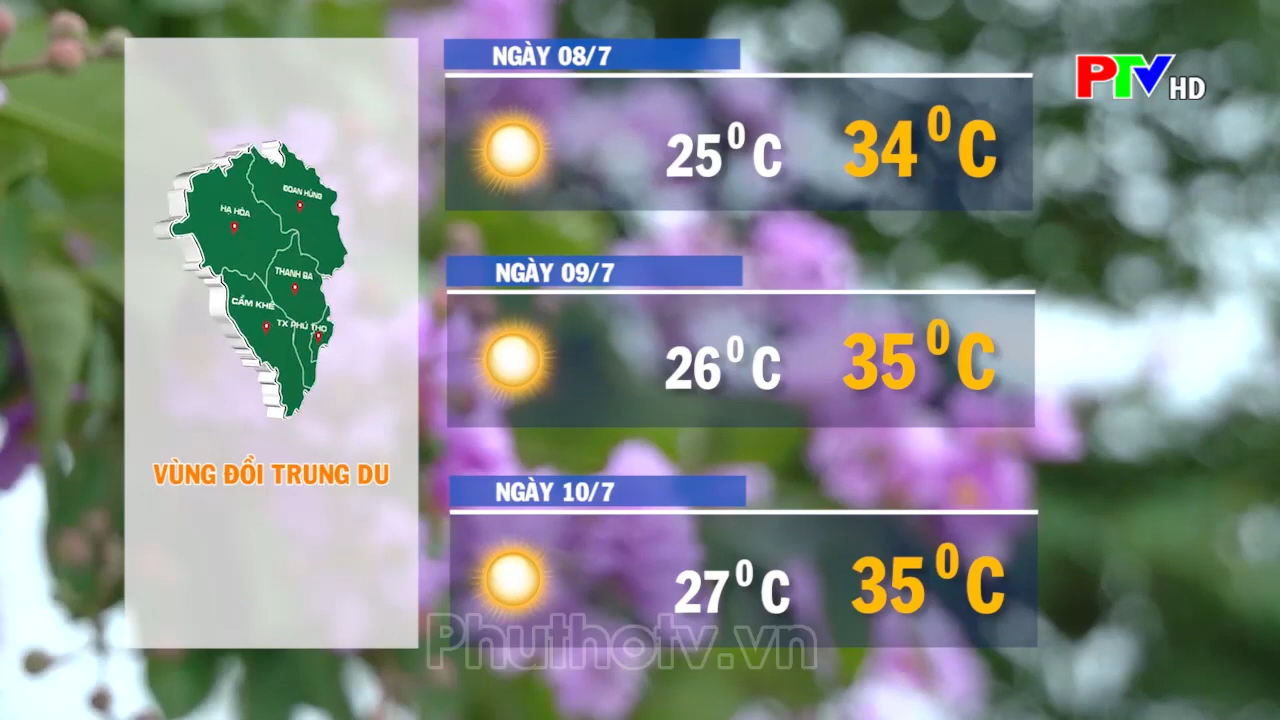 NGÀY 08/7
PTV HD
25⁰C 34⁰C
ĐOAN HÙNG
HẠ HÒA
THANH BA
CẨM KHÊ
TX PHÚ THỌ
VÙNG ĐỒI TRUNG DU
NGÀY 09/7
26⁰C 35⁰C
NGÀY 10/7
27⁰C 35⁰C
Phuthotv.vn